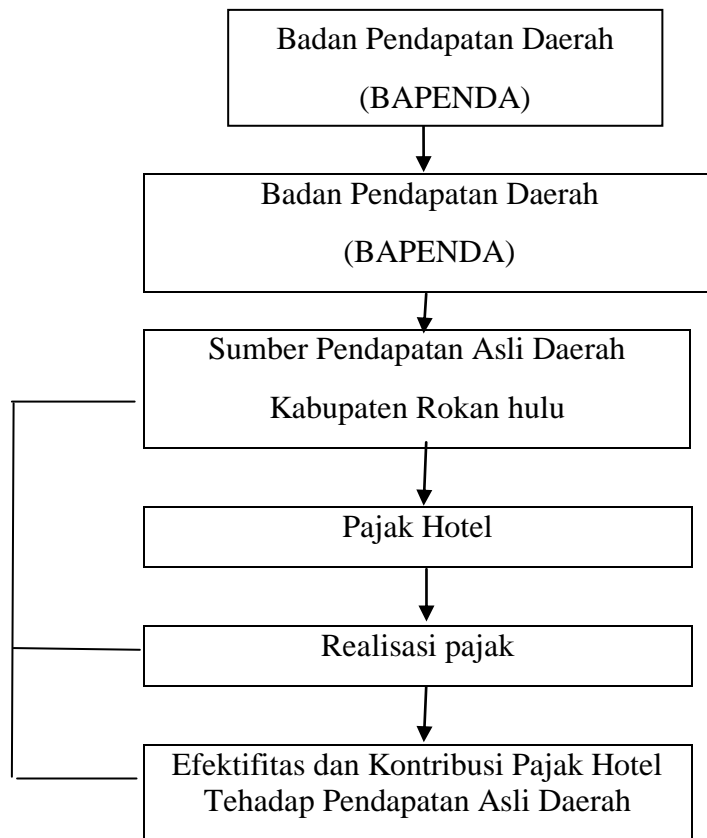 Badan Pendapatan Daerah
(BAPENDA)
Badan Pendapatan Daerah
(BAPENDA)
Sumber Pendapatan Asli Daerah
Kabupaten Rokan hulu
Pajak Hotel
Realisasi pajak
Efektifitas dan Kontribusi Pajak Hotel
Tehadap Pendapatan Asli Daerah